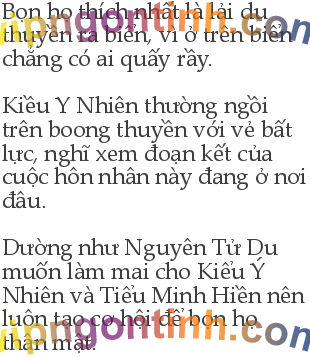 Bọn họ thích nhất là lái du
thuyền ra biển, vì ở trên biển
chẳng có ai quấy rầy.
Kiều Y Nhiên thường ngồi
trên boong thuyền với vẻ bất
lực, nghĩ xem đoạn kết của
cuộc hôn nhân này đang ở nơi
đâu.
Dường như Nguyên Tử Du
muốn làm mai cho Kiểu Ý
Nhiên và Tiểu Minh Hiền nên
luôn tạo cơ hội để bọn họ
thân mật.